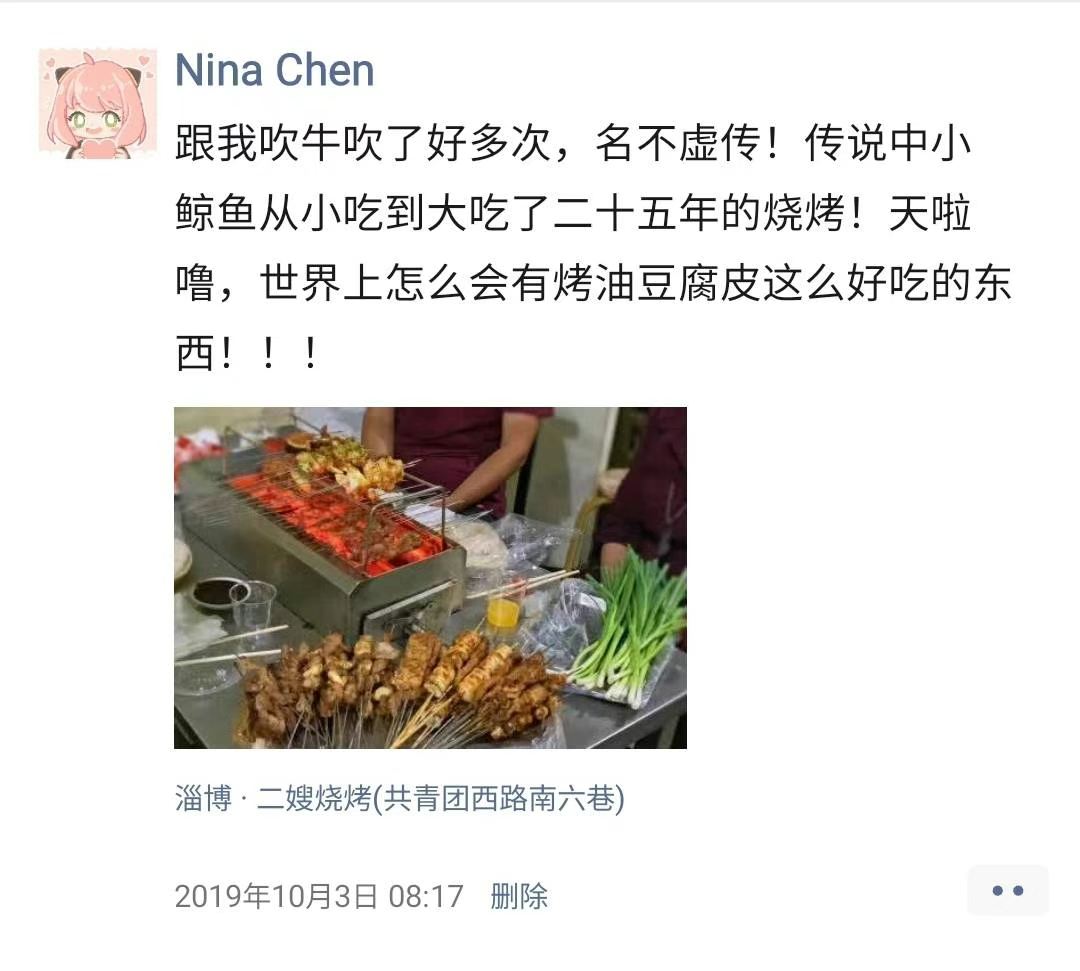 Nina Chen
跟我吹牛吹了好多次，名不虚传！传说中小
鲸鱼从小吃到大吃了二十五年的烧烤！天啦
噜，世界上怎么会有烤油豆腐皮这么好吃的东
西！！！
淄博 · 二嫂烧烤(共青团西路南六巷)
2019年10月3日 08:17 删除